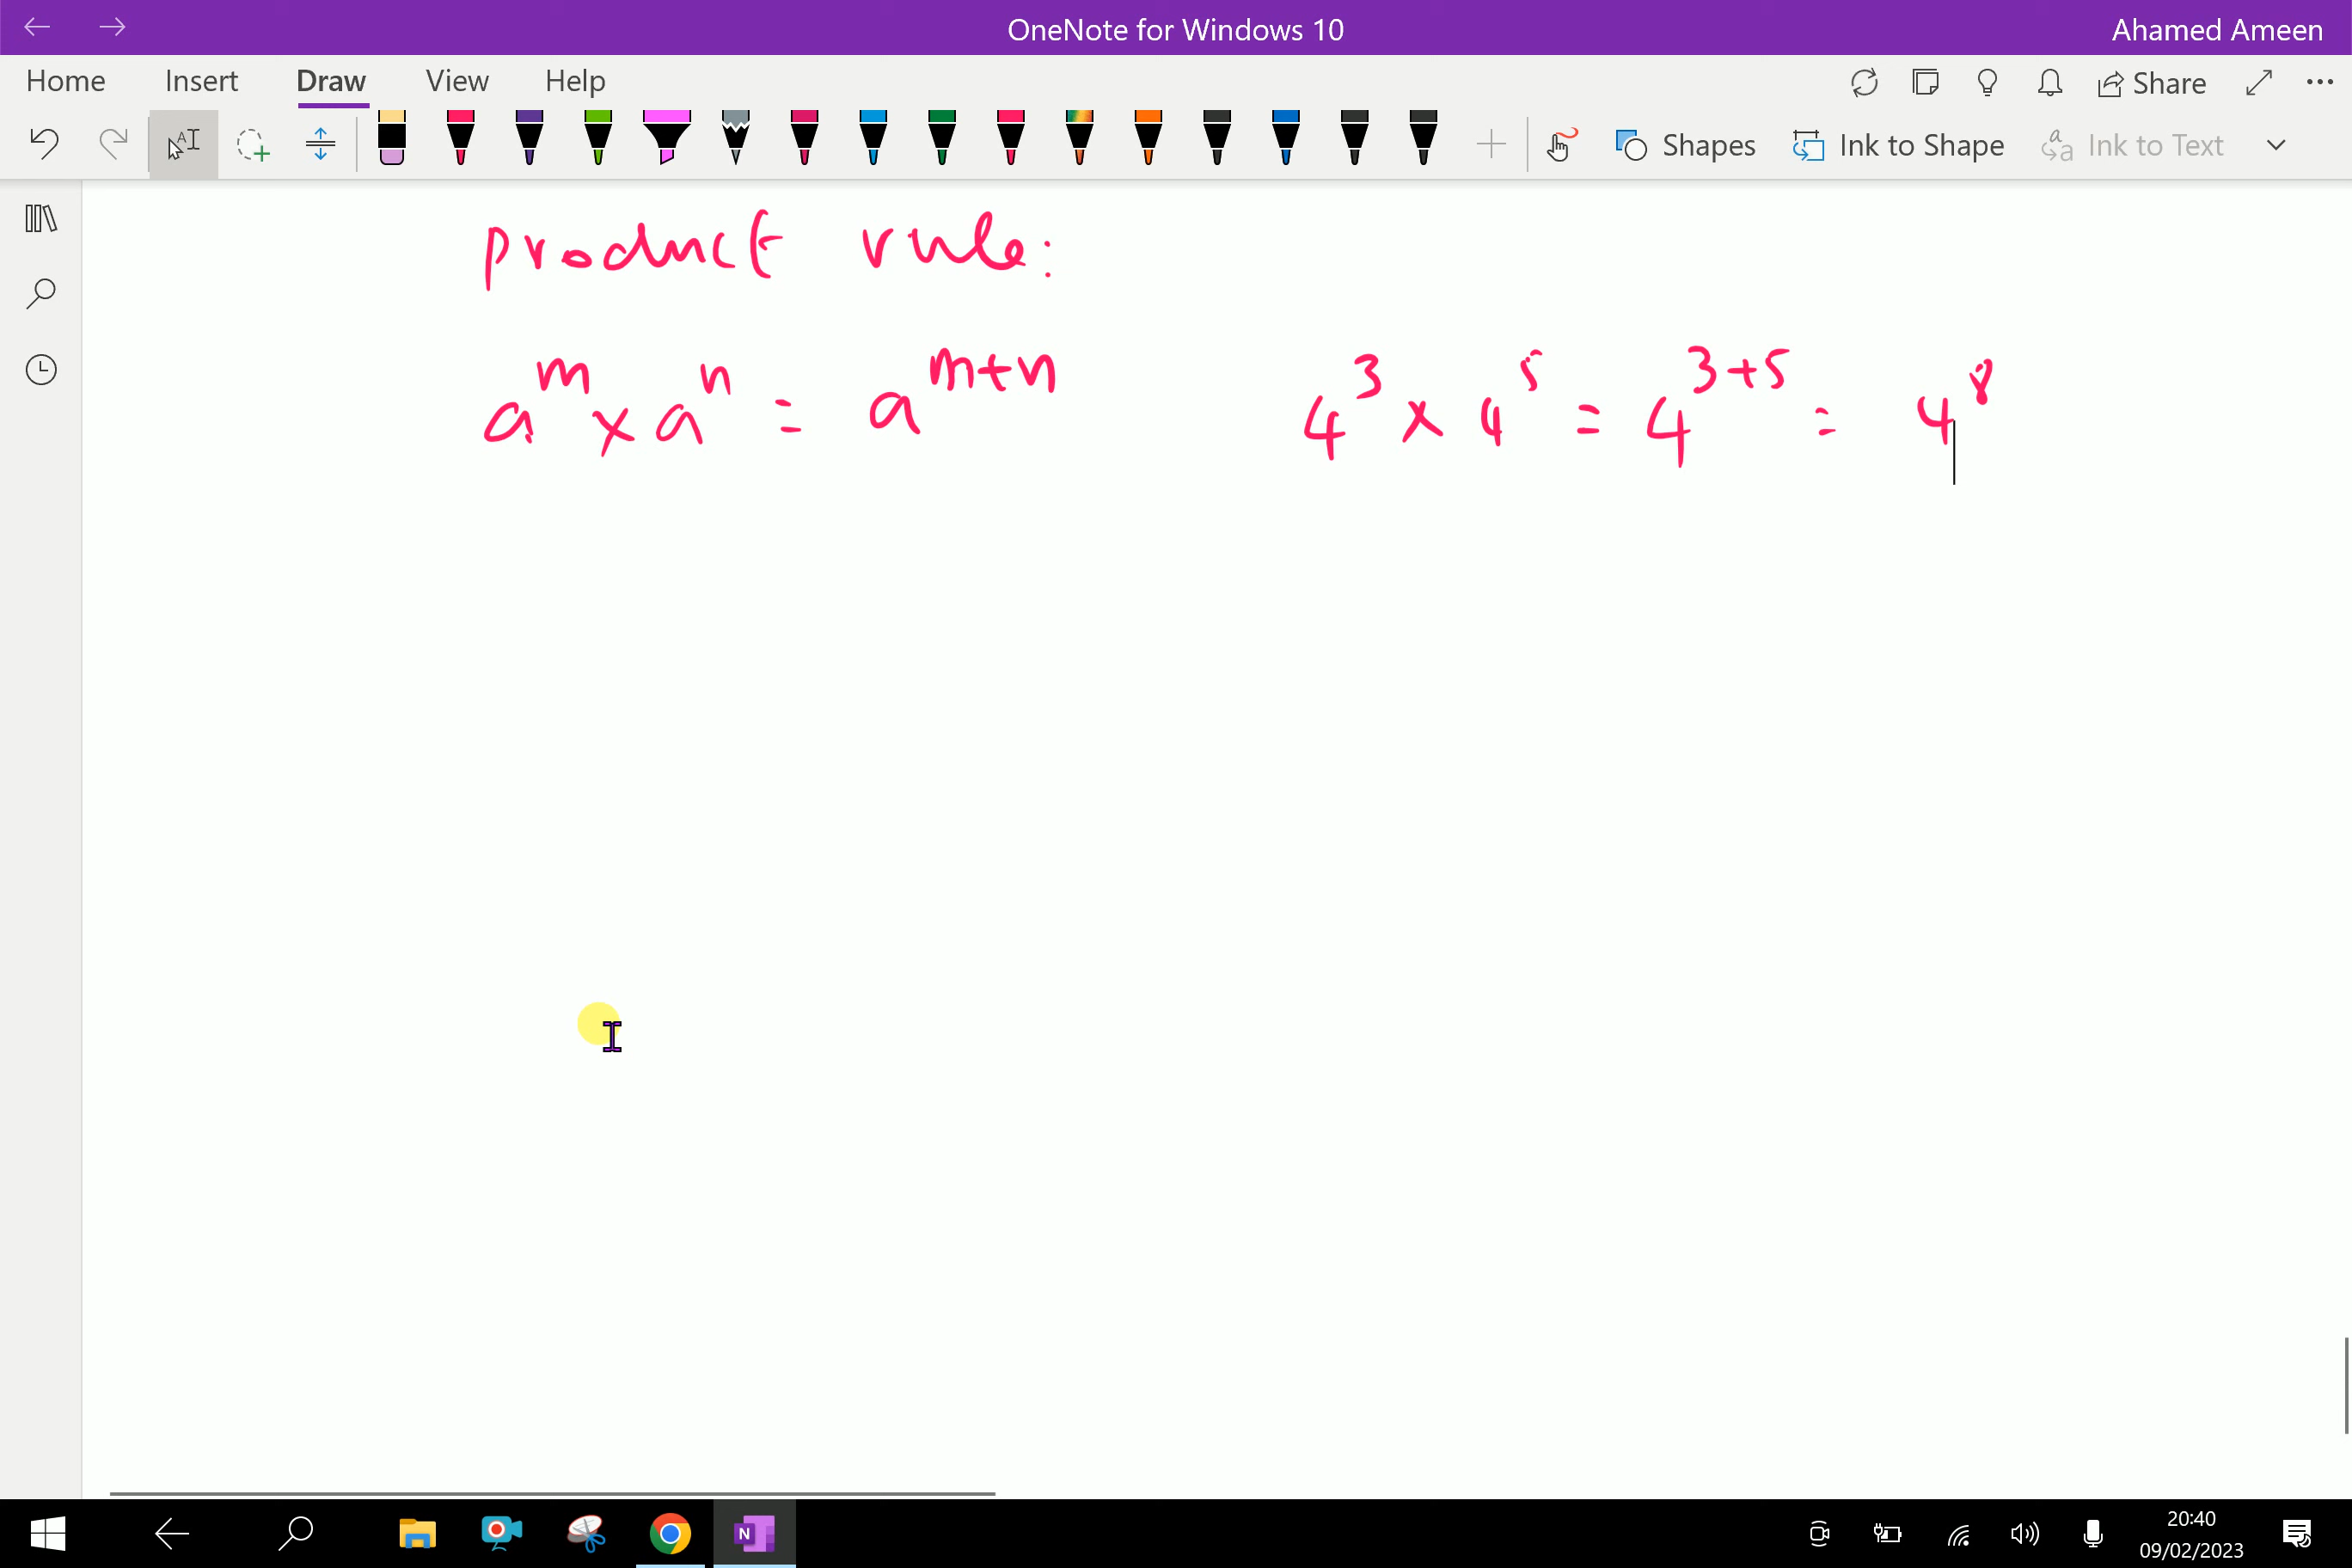 OneNote for Windows 10
Ahamed Ameen
Home Insert Draw View Help
Share
Shapes Ink to Shape Ink to Text
product rule:
a^m × a^n = a^{m+n}
4^3 × 4^5 = 4^{3+5} = 4^8
N
20:40
09/02/2023